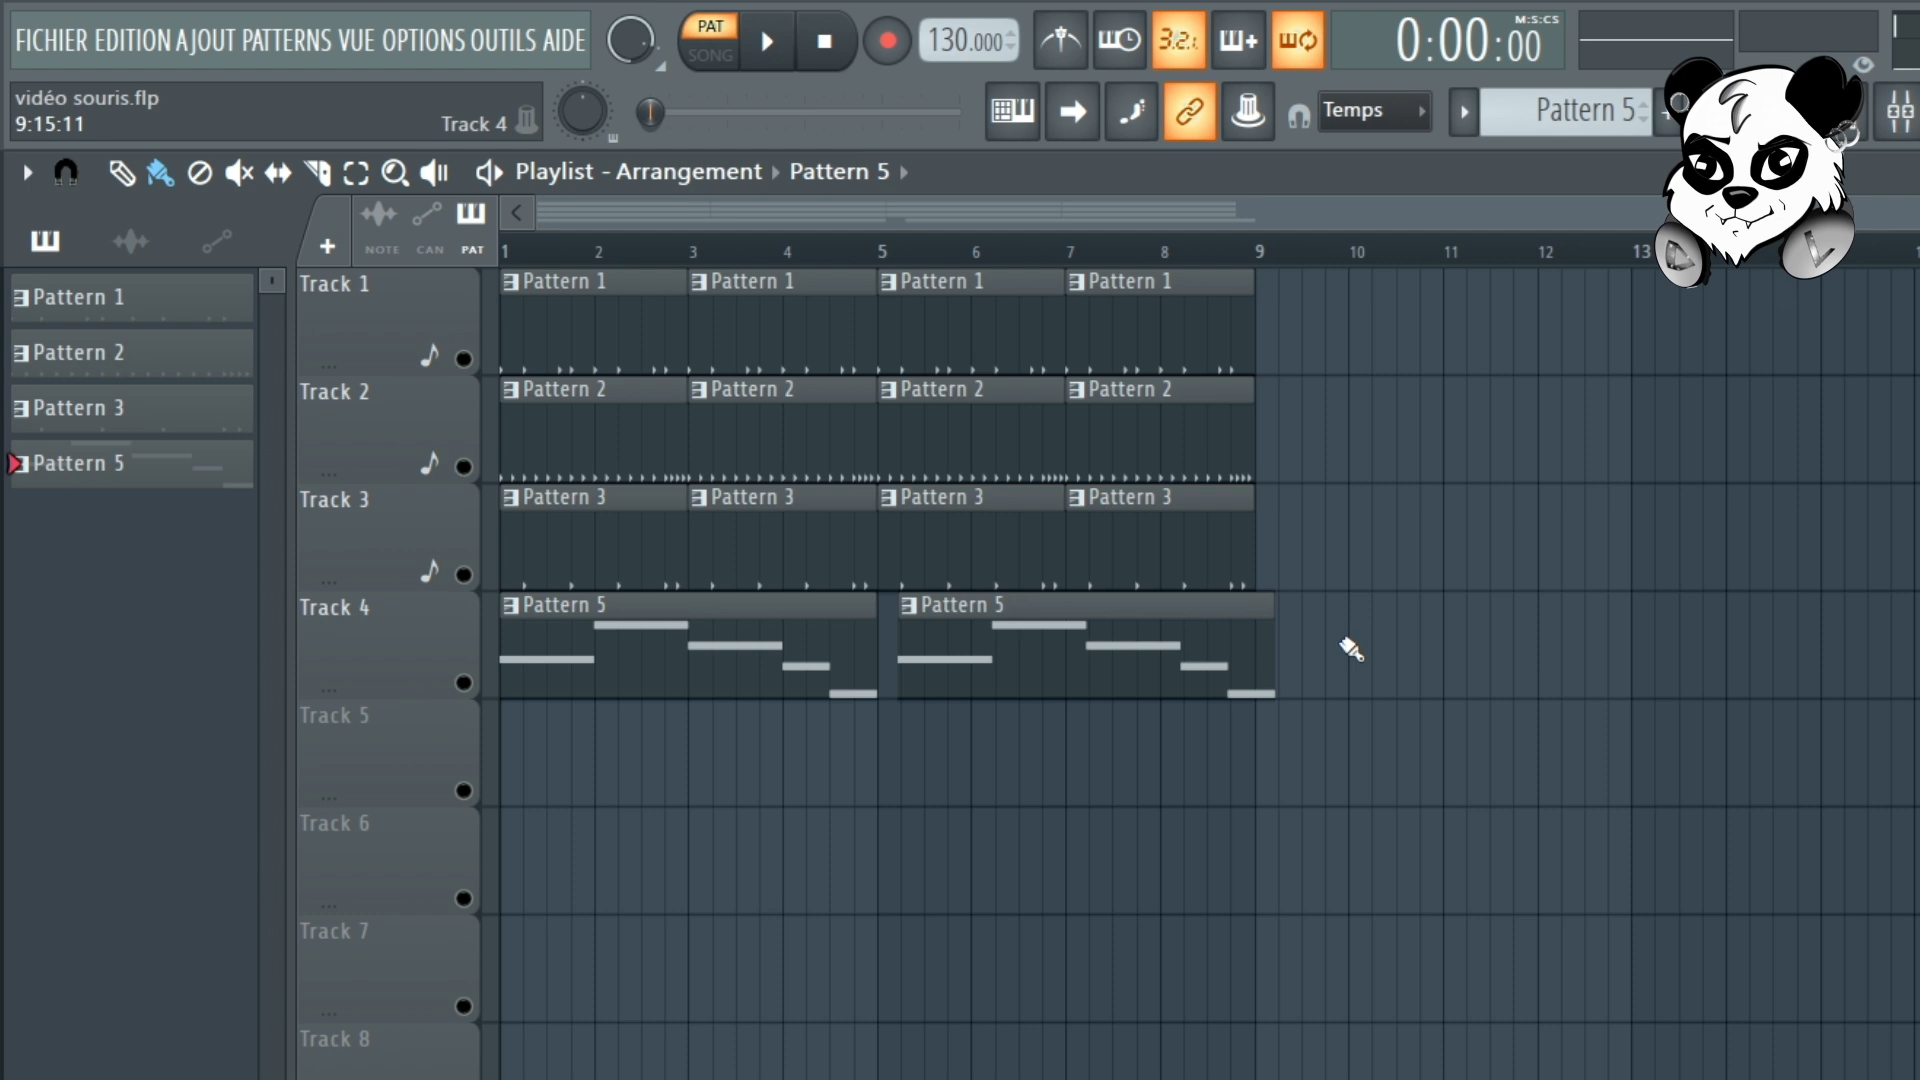 FICHIER EDITION AJOUT PATTERNS VUE OPTIONS OUTILS AIDE
PAT
SONG
130.000
M:S:CS
0:00:00
vidéo souris.flp
9:15:11
Track 4
Temps
Pattern 5
Playlist - Arrangement
Pattern 5
NOTE
CAN
PAT
1 2 3 4 5 6 7 8 9 10 11 12 13
Pattern 1
Pattern 2
Pattern 3
Pattern 5
Track 1
Pattern 1
Pattern 1
Pattern 1
Pattern 1
Track 2
Pattern 2
Pattern 2
Pattern 2
Pattern 2
Track 3
Pattern 3
Pattern 3
Pattern 3
Pattern 3
Track 4
Pattern 5
Pattern 5
Track 5
Track 6
Track 7
Track 8